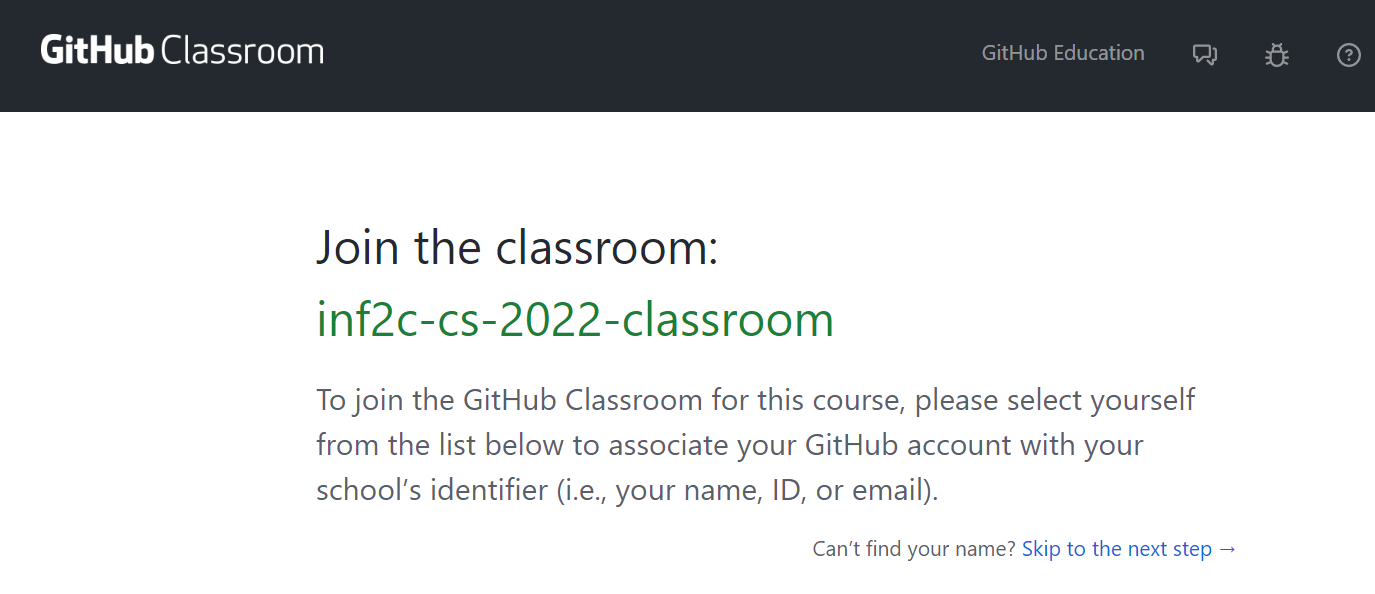 GitHub Classroom
GitHub Education
Join the classroom:
inf2c-cs-2022-classroom
To join the GitHub Classroom for this course, please select yourself
from the list below to associate your GitHub account with your
school’s identifier (i.e., your name, ID, or email).
Can’t find your name? Skip to the next step →